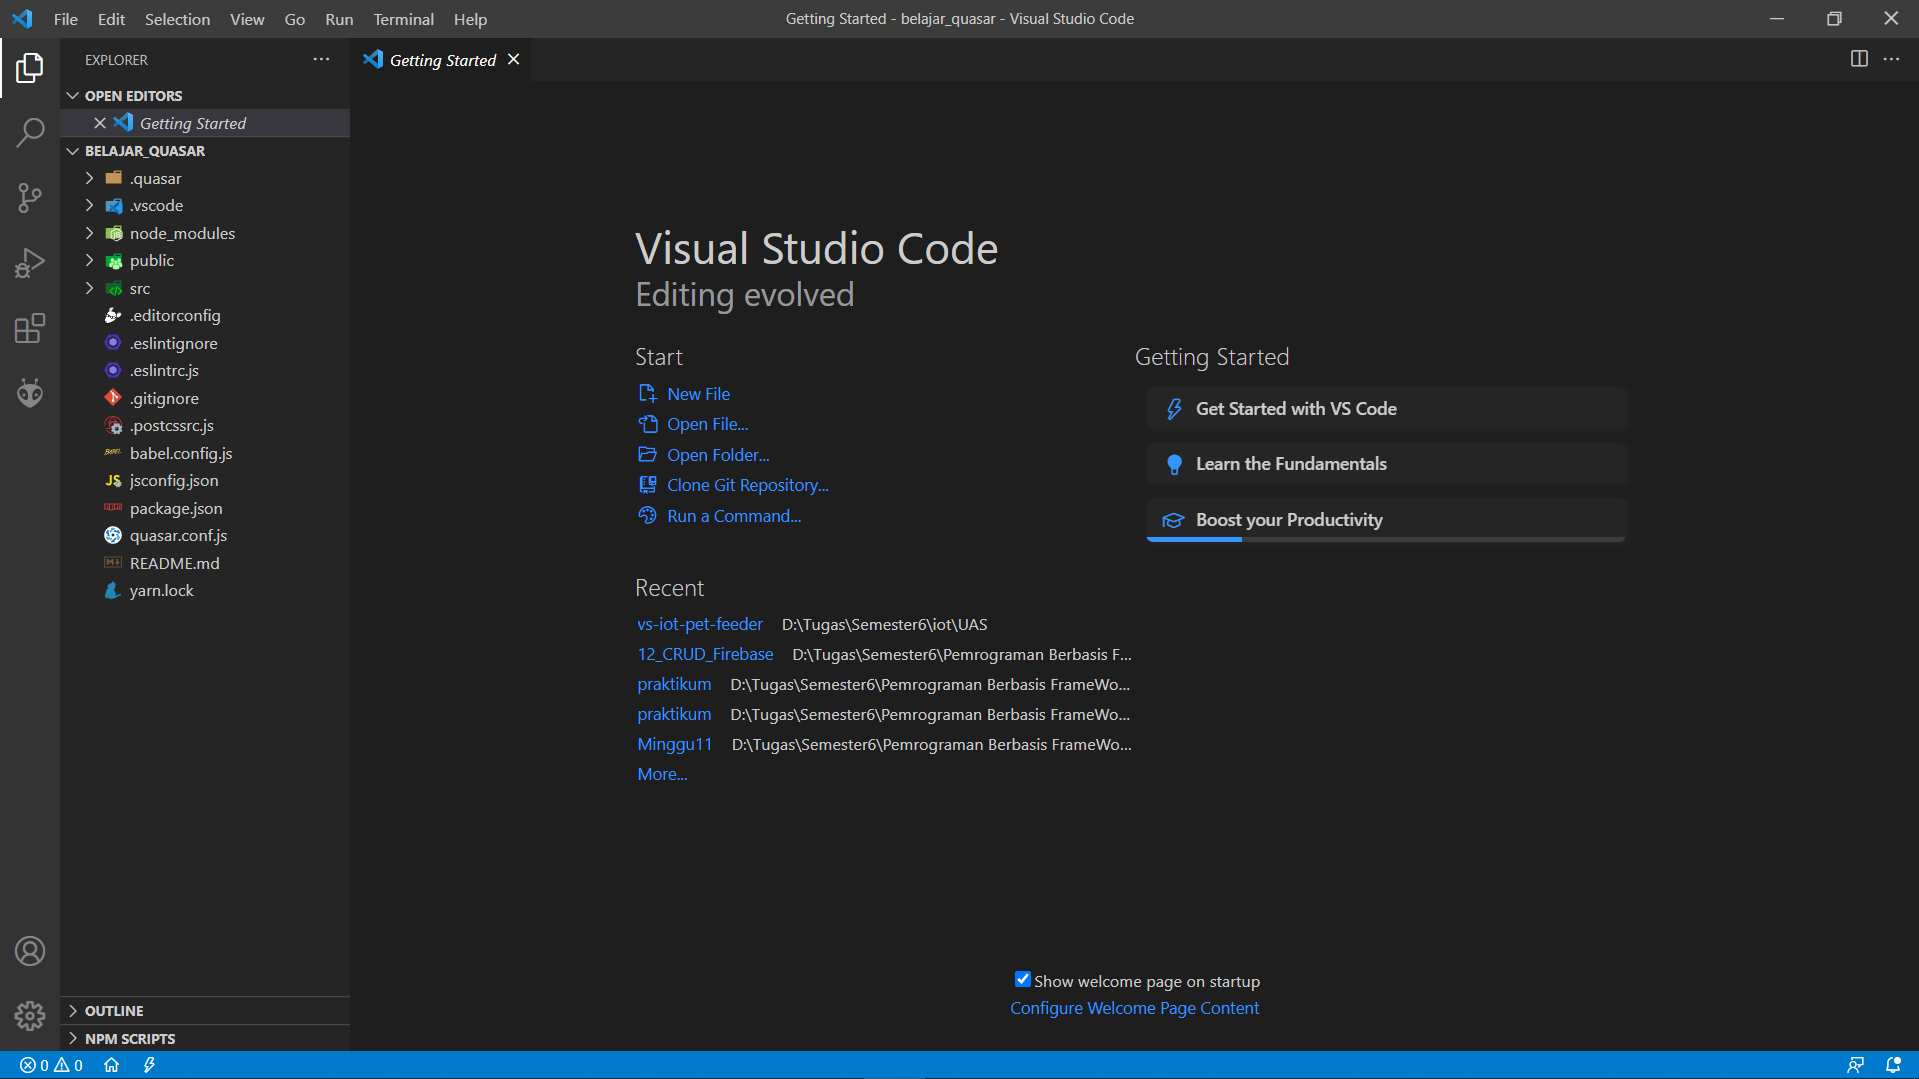 File Edit Selection View Go Run Terminal Help
Getting Started - belajar_quasar - Visual Studio Code
EXPLORER
OPEN EDITORS
Getting Started
BELAJAR_QUASAR
.quasar
.vscode
node_modules
public
src
.editorconfig
.eslintignore
.eslintrc.js
.gitignore
.postcssrc.js
babel.config.js
jsconfig.json
package.json
quasar.conf.js
README.md
yarn.lock
OUTLINE
NPM SCRIPTS
Getting Started
Visual Studio Code
Editing evolved
Start
New File
Open File...
Open Folder...
Clone Git Repository...
Run a Command...
Recent
vs-iot-pet-feeder D:\Tugas\Semester6\iot\UAS
12_CRUD_Firebase D:\Tugas\Semester6\Pemrograman Berbasis F...
praktikum D:\Tugas\Semester6\Pemrograman Berbasis FrameWo...
praktikum D:\Tugas\Semester6\Pemrograman Berbasis FrameWo...
Minggu11 D:\Tugas\Semester6\Pemrograman Berbasis FrameWo...
More...
Getting Started
Get Started with VS Code
Learn the Fundamentals
Boost your Productivity
Show welcome page on startup
Configure Welcome Page Content
0 0